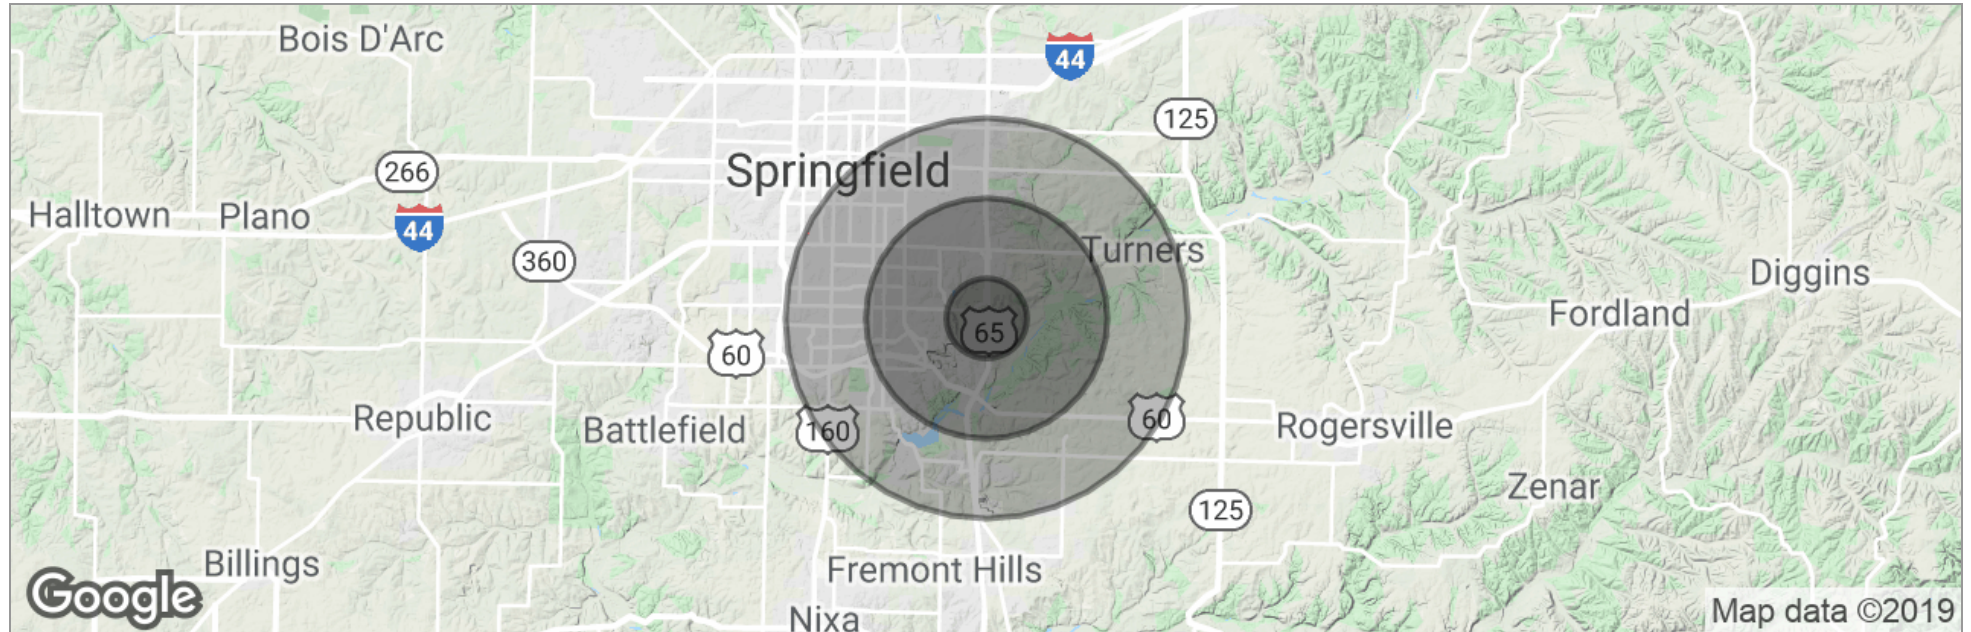 Bois D'Arc
44
125
266
Springfield
Halltown
Plano
44
360
Turners
Diggins
Fordland
65
60
Republic
Battlefield
160
60
Rogersville
Zenar
125
Billings
Fremont Hills
Google
Nixa
Map data ©2019